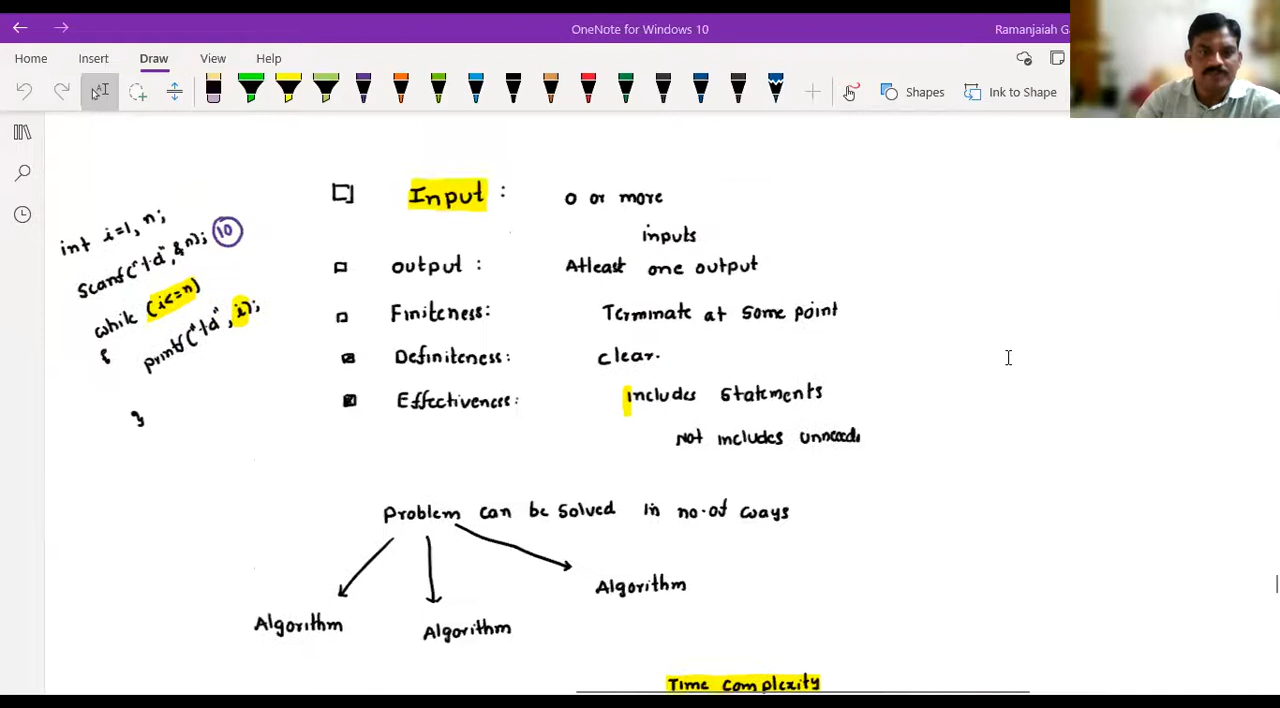 OneNote for Windows 10
Ramanjaiah G
Home
Insert
Draw
View
Help
Shapes
Ink to Shape
Input :
0 or more
inputs
int i=1, n;
scanf("%d", &n); 10
while (i<=n)
{ printf("%d", i);
}
output :
Atleast one output
Finiteness:
Terminate at some point
Definiteness:
clear.
Effectiveness:
includes statements
Not includes
Problem can be solved in no.of ways
Algorithm
Algorithm
Algorithm
Time complexity